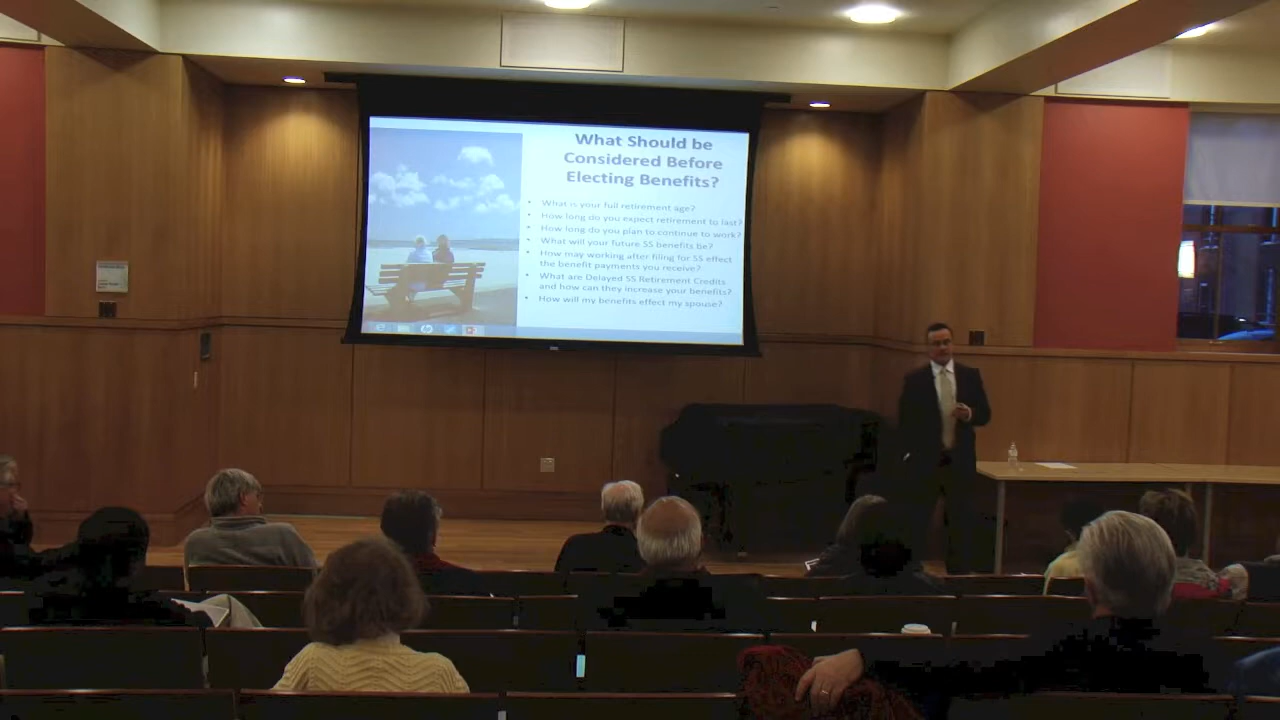 What Should be
Considered Before
Electing Benefits?
• What is your full retirement age?
• How long do you expect retirement to last?
• How long do you plan to continue to work?
• What will your future SS benefits be?
• How may working after filing for SS effect
the benefit payments you receive?
• What are Delayed SS Retirement Credits
and how can they increase your benefits?
• How will my benefits effect my spouse?